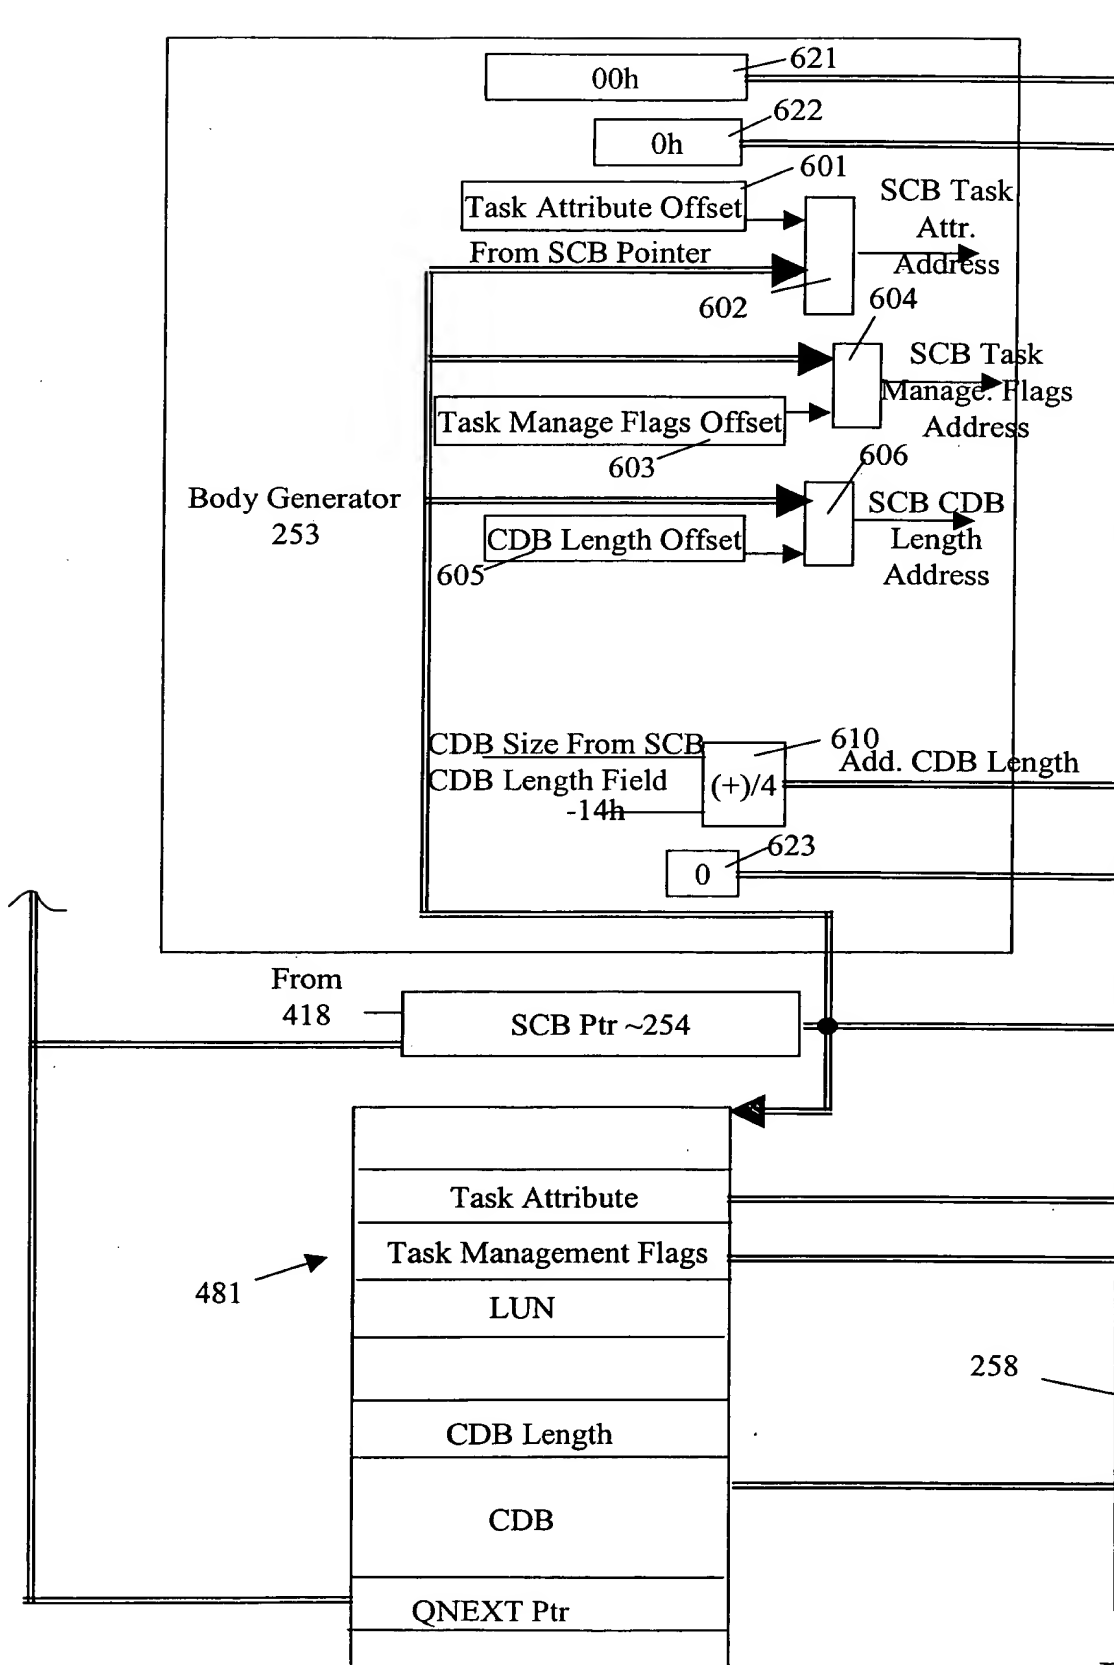 621
00h
622
0h
601
Task Attribute Offset
SCB Task
Attr.
Address
From SCB Pointer
602
604
SCB Task
Manage. Flags
Address
Task Manage Flags Offset
603
606
Body Generator
253
SCB CDB
Length
Address
CDB Length Offset
605
CDB Size From SCB
CDB Length Field
-14h
(+)/4
610
Add. CDB Length
623
0
From
418
SCB Ptr ~254
Task Attribute
Task Management Flags
481
LUN
258
CDB Length
CDB
QNEXT Ptr